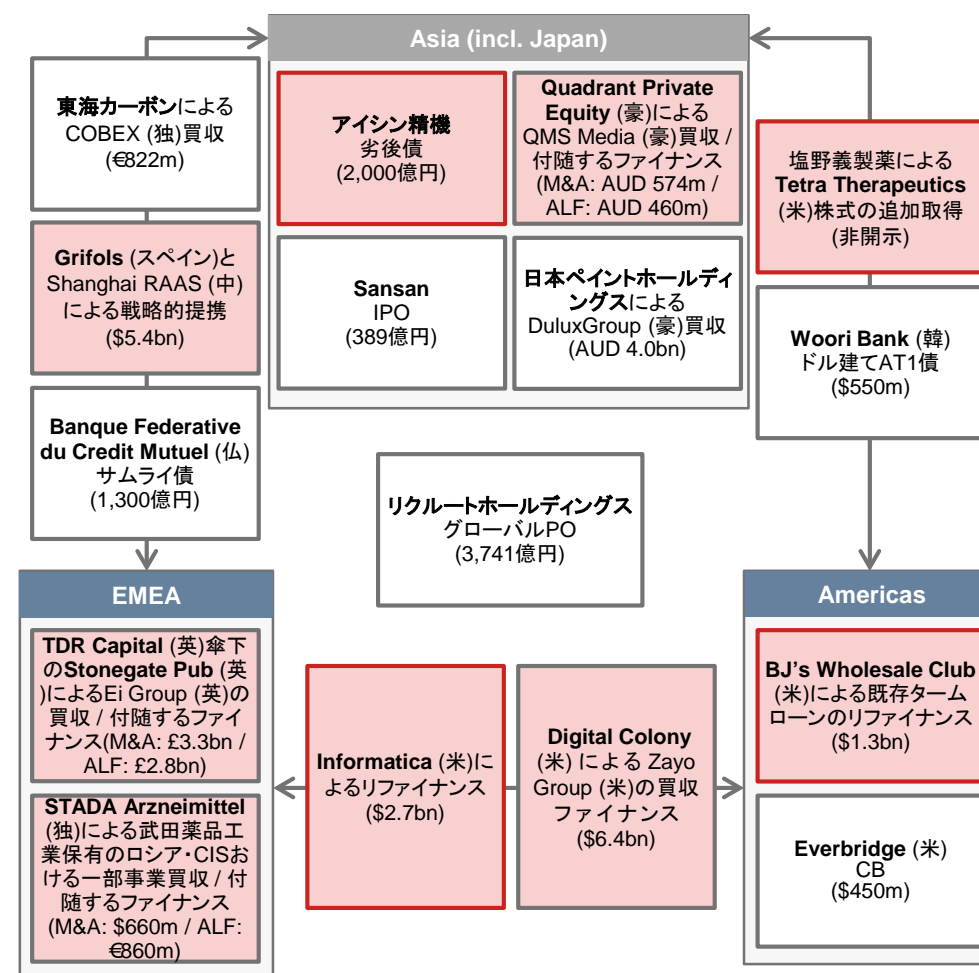 Asia (incl. Japan)
東海カーボンによる
COBEX (独)買収
(€822m)
Grifols (スペイン)と
Shanghai RAAS (中)
による戦略的提携
($5.4bn)
Banque Federative
du Credit Mutuel (仏)
サムライ債
(1,300億円)
アイシン精機
劣後債
(2,000億円)
Quadrant Private
Equity (豪)による
QMS Media (豪)買収 /
付随するファイナンス
(M&A: AUD 574m /
ALF: AUD 460m)
Sansan
IPO
(389億円)
日本ペイントホールディ
ングスによる
DuluxGroup (豪)買収
(AUD 4.0bn)
塩野義製薬による
Tetra Therapeutics
(米)株式の追加取得
(非開示)
Woori Bank (韓)
ドル建てAT1債
($550m)
リクルートホールディングス
グローバルPO
(3,741億円)
EMEA
TDR Capital (英)傘下
のStonegate Pub (英
)によるEi Group (英)の
買収 / 付随するファイ
ナンス(M&A: £3.3bn /
ALF: £2.8bn)
STADA Arzneimittel
(独)による武田薬品工
業保有のロシア・CISお
ける一部事業買収 / 付
随するファイナンス
(M&A: $660m / ALF:
€860m)
Informatica (米)に
よるリファイナンス
($2.7bn)
Digital Colony
(米) による Zayo
Group (米)の買収
ファイナンス
($6.4bn)
Americas
BJ's Wholesale Club
(米)による既存ターム
ローンのリファイナンス
($1.3bn)
Everbridge (米)
CB
($450m)